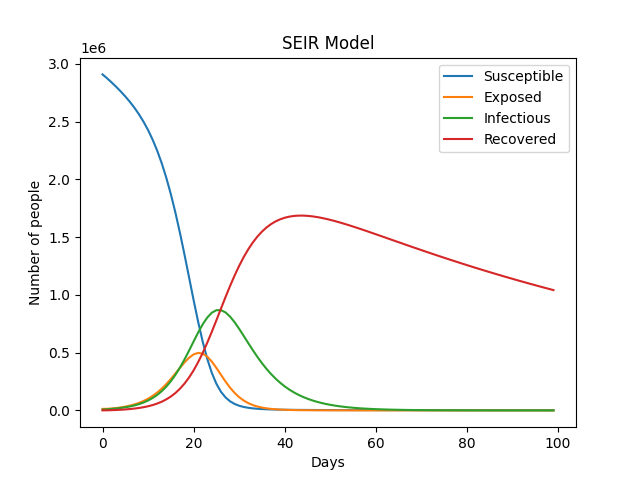 SEIR Model
1e6
3.0
2.5
2.0
1.5
1.0
0.5
0.0
Number of people
Susceptible
Exposed
Infectious
Recovered
0 20 40 60 80 100
Days